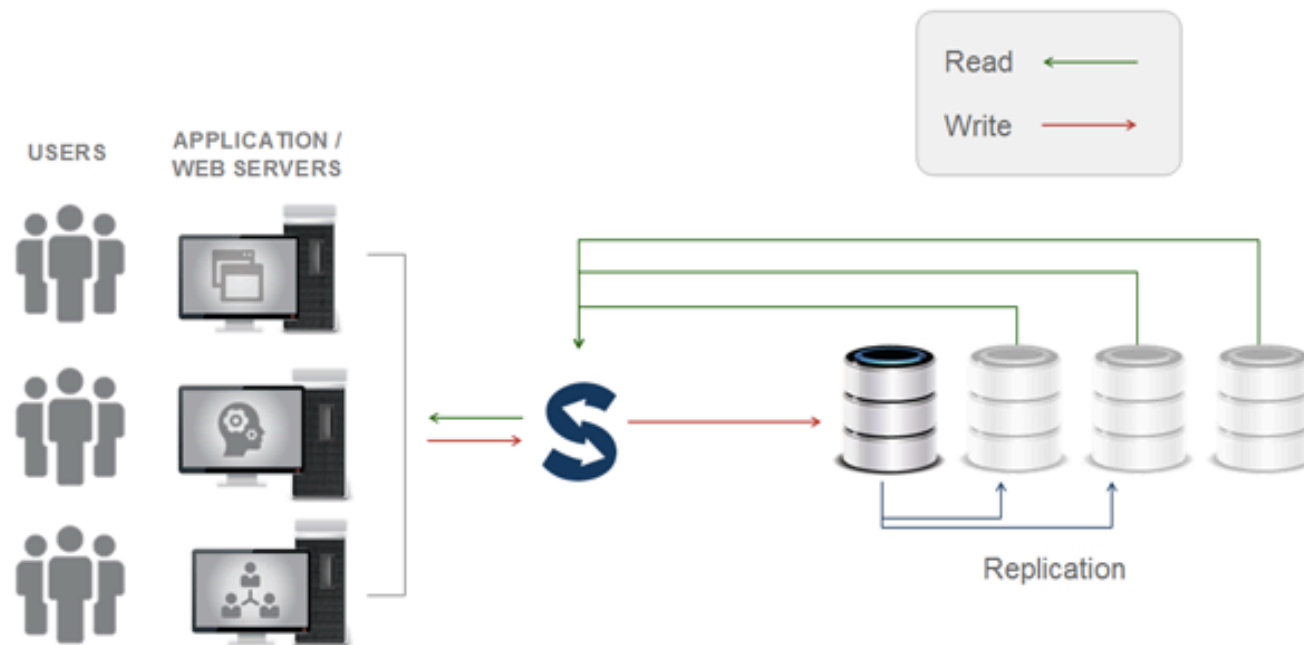 Read
Write
USERS
APPLICATION /
WEB SERVERS
Replication